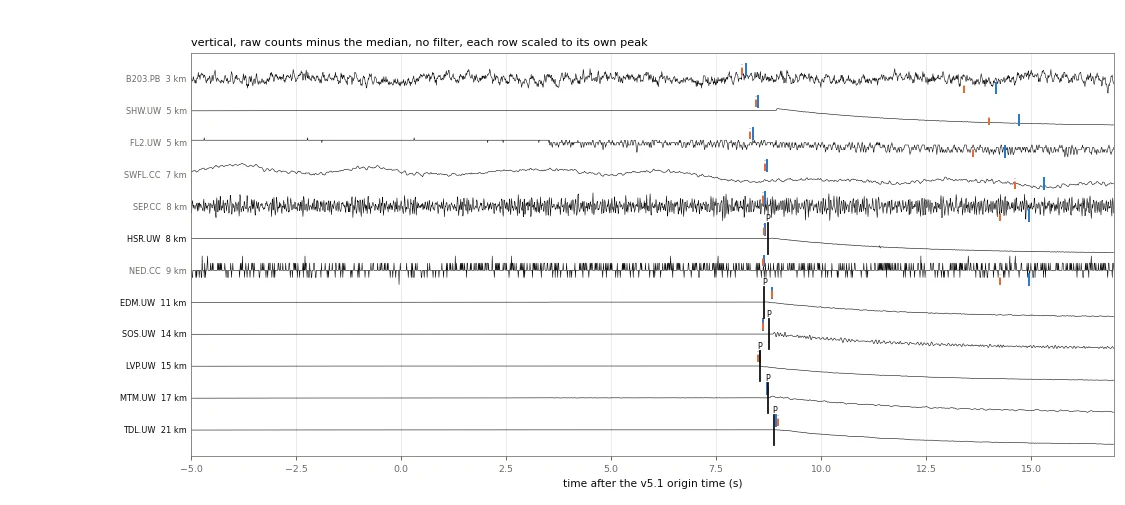 vertical, raw counts minus the median, no filter, each row scaled to its own peak
B203.PB 3 km
SHW.UW 5 km
FL2.UW 5 km
SWFL.CC 7 km
SEP.CC 8 km
P
HSR.UW 8 km
NED.CC 9 km
P
EDM.UW 11 km
P
SOS.UW 14 km
P
LVP.UW 15 km
P
MTM.UW 17 km
P
TDL.UW 21 km
−5.0 −2.5 0.0 2.5 5.0 7.5 10.0 12.5 15.0
time after the v5.1 origin time (s)